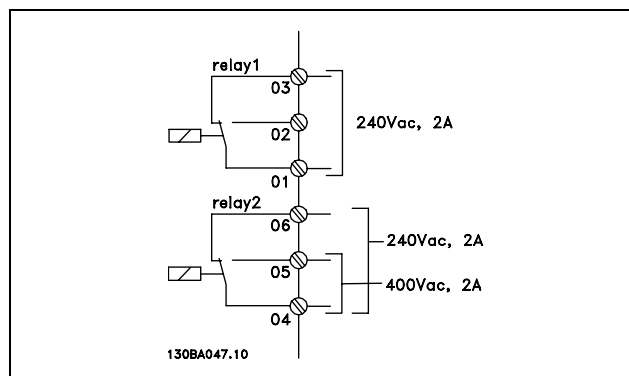 relay1
03
240Vac, 2A
02
01
relay2
06
240Vac, 2A
05
400Vac, 2A
04
130BA047.10